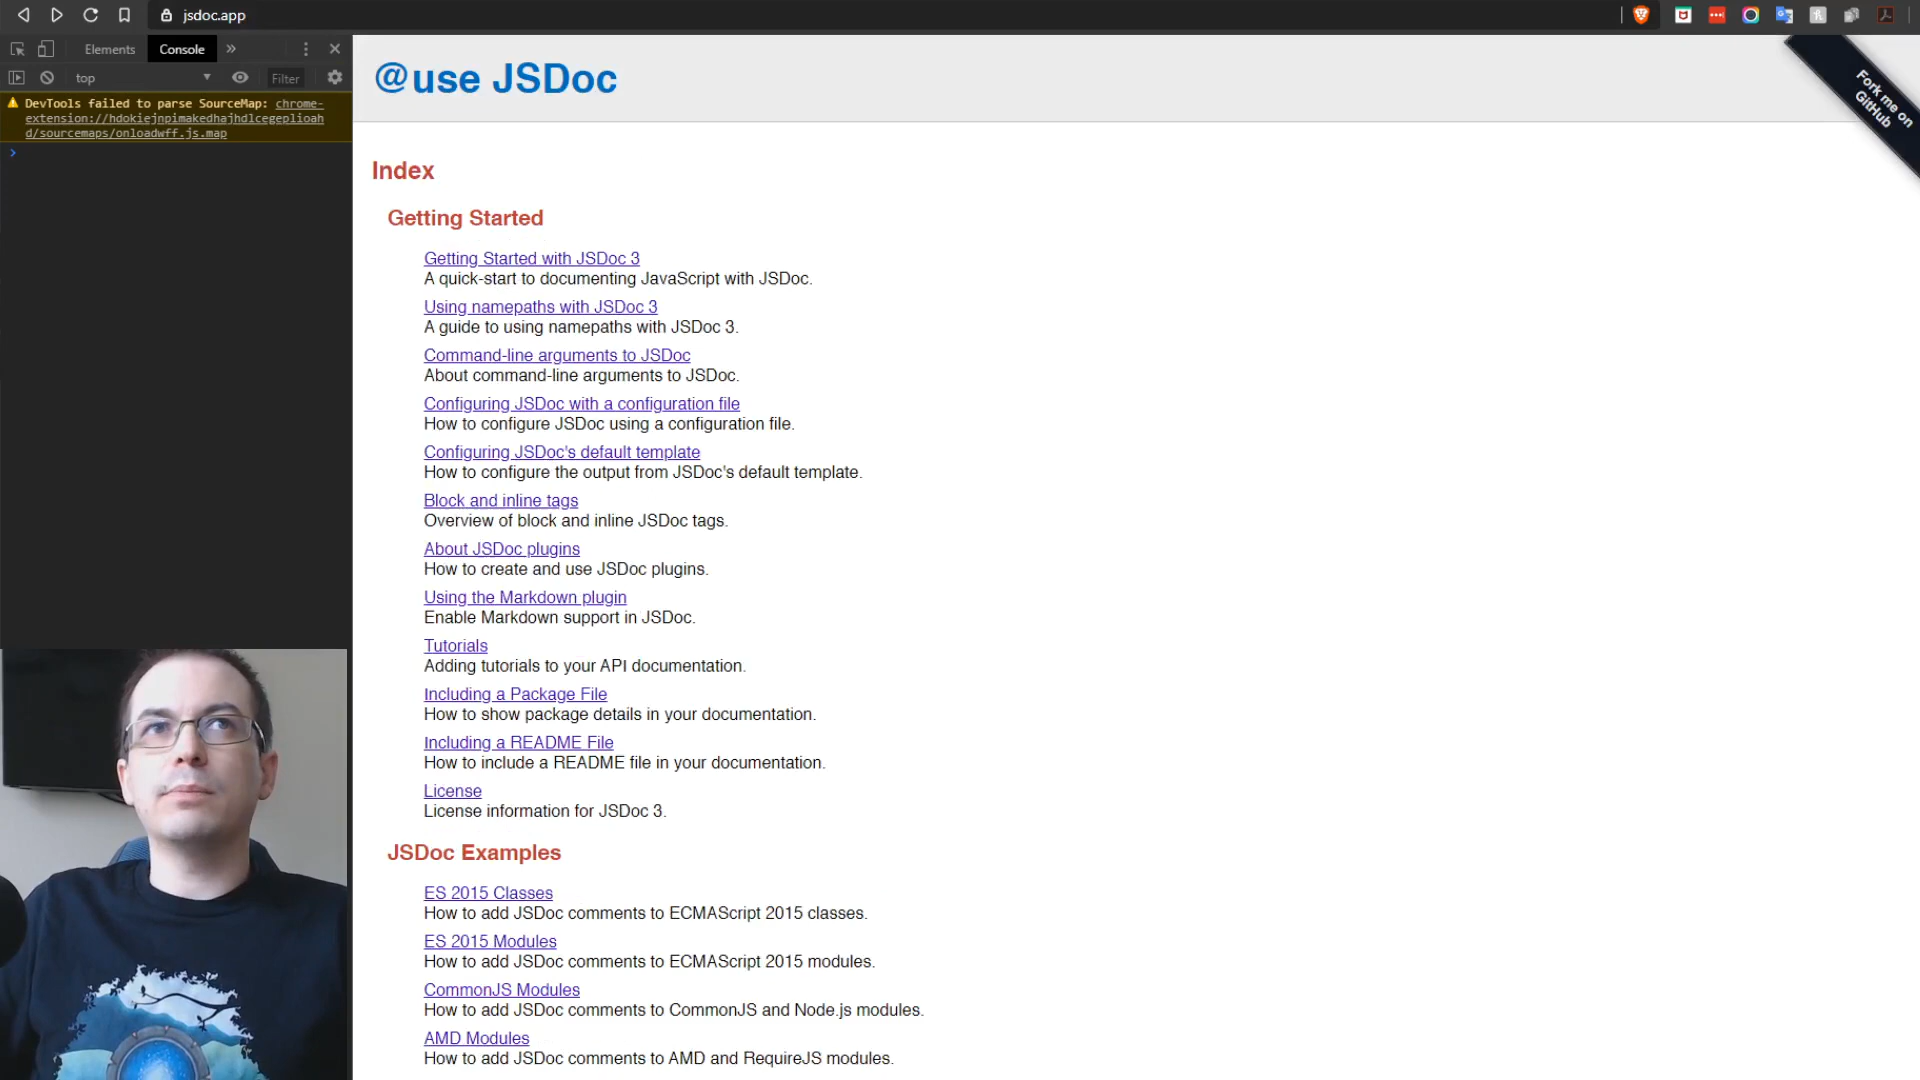 jsdoc.app
Elements
Console
top
Filter
DevTools failed to parse SourceMap: chrome-
extension://hdokiejnpimakedhajhdlcegeplioah
d/sourcemaps/onloadwff.js.map
@use JSDoc
Fork me on
GitHub
Index
Getting Started
Getting Started with JSDoc 3
A quick-start to documenting JavaScript with JSDoc.
Using namepaths with JSDoc 3
A guide to using namepaths with JSDoc 3.
Command-line arguments to JSDoc
About command-line arguments to JSDoc.
Configuring JSDoc with a configuration file
How to configure JSDoc using a configuration file.
Configuring JSDoc's default template
How to configure the output from JSDoc's default template.
Block and inline tags
Overview of block and inline JSDoc tags.
About JSDoc plugins
How to create and use JSDoc plugins.
Using the Markdown plugin
Enable Markdown support in JSDoc.
Tutorials
Adding tutorials to your API documentation.
Including a Package File
How to show package details in your documentation.
Including a README File
How to include a README file in your documentation.
License
License information for JSDoc 3.
JSDoc Examples
ES 2015 Classes
How to add JSDoc comments to ECMAScript 2015 classes.
ES 2015 Modules
How to add JSDoc comments to ECMAScript 2015 modules.
CommonJS Modules
How to add JSDoc comments to CommonJS and Node.js modules.
AMD Modules
How to add JSDoc comments to AMD and RequireJS modules.